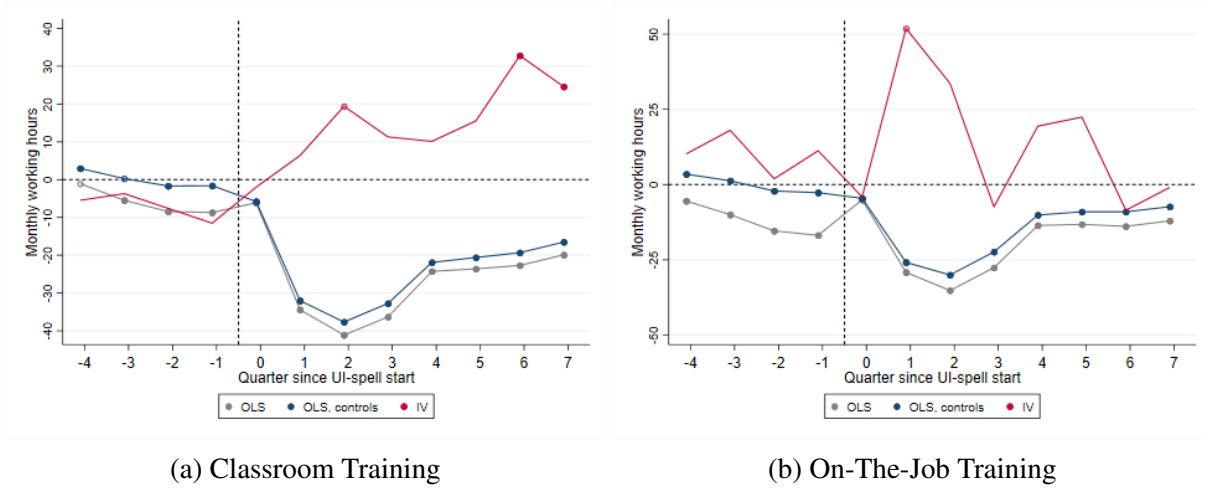 40
30
20
10
0
-10
-20
-30
-40
Monthly working hours
-4 -3 -2 -1 0 1 2 3 4 5 6 7
Quarter since UI-spell start
OLS OLS, controls IV
(a) Classroom Training
50
25
0
-25
-50
Monthly working hours
-4 -3 -2 -1 0 1 2 3 4 5 6 7
Quarter since UI-spell start
OLS OLS, controls IV
(b) On-The-Job Training